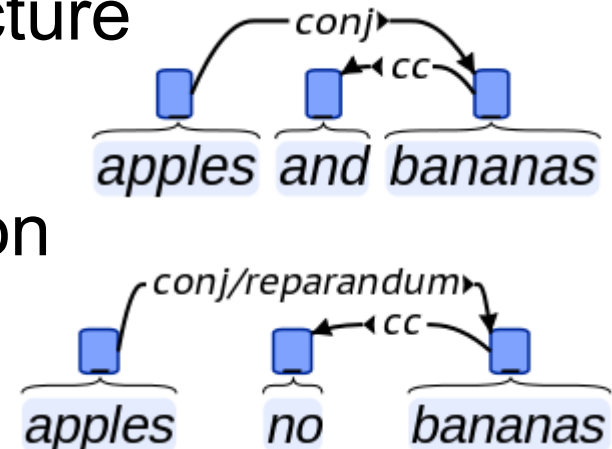 cture
conj
cc
apples and bananas
on
conj/reparandum
cc
apples no bananas